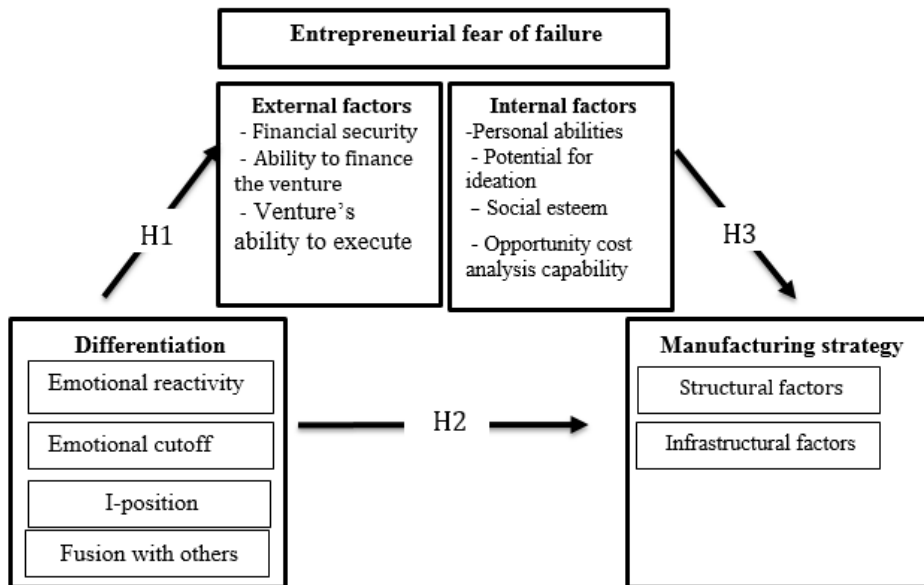 Entrepreneurial fear of failure
External factors
- Financial security
- Ability to finance
the venture
- Venture's
ability to execute
Internal factors
-Personal abilities
- Potential for
ideation
– Social esteem
- Opportunity cost
analysis capability
H1
H3
Differentiation
Emotional reactivity
Emotional cutoff
I-position
Fusion with others
H2
Manufacturing strategy
Structural factors
Infrastructural factors